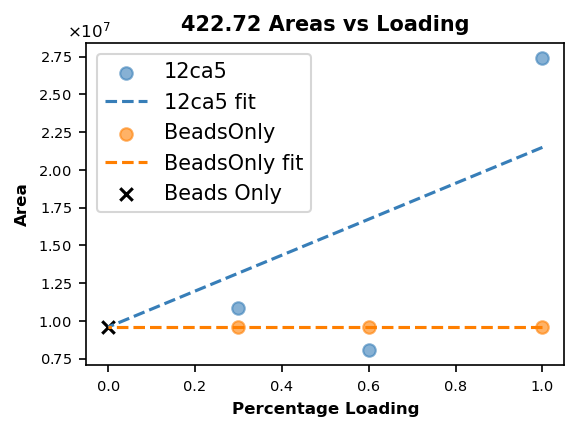 422.72 Areas vs Loading
×10⁷
12ca5
12ca5 fit
BeadsOnly
BeadsOnly fit
Beads Only
2.75
2.50
2.25
2.00
1.75
1.50
1.25
1.00
0.75
Area
0.0 0.2 0.4 0.6 0.8 1.0
Percentage Loading